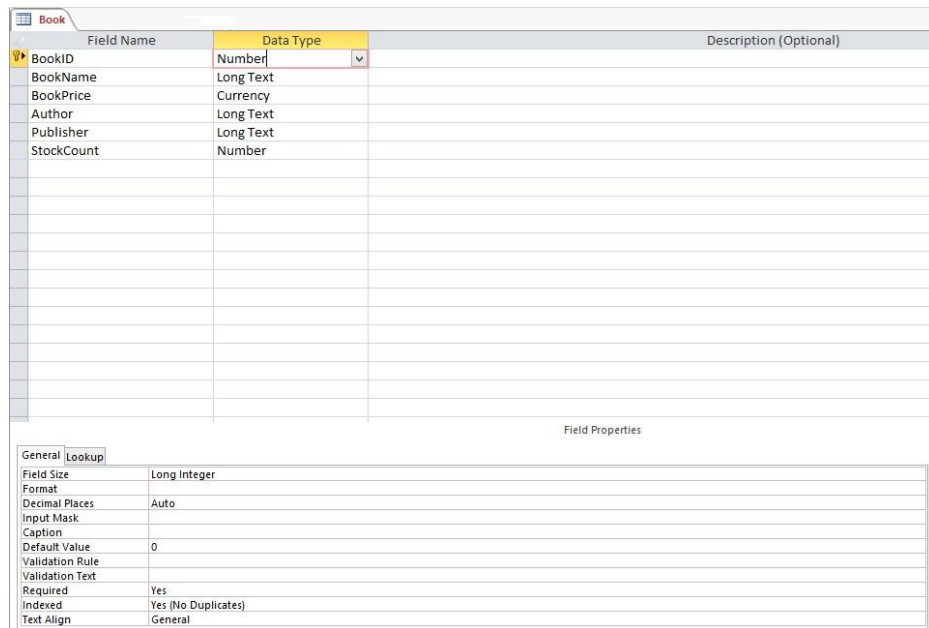 Book
Field Name Data Type Description (Optional)
BookID Number
BookName Long Text
BookPrice Currency
Author Long Text
Publisher Long Text
StockCount Number
Field Properties
General Lookup
Field Size Long Integer
Format
Decimal Places Auto
Input Mask
Caption
Default Value 0
Validation Rule
Validation Text
Required Yes
Indexed Yes (No Duplicates)
Text Align General